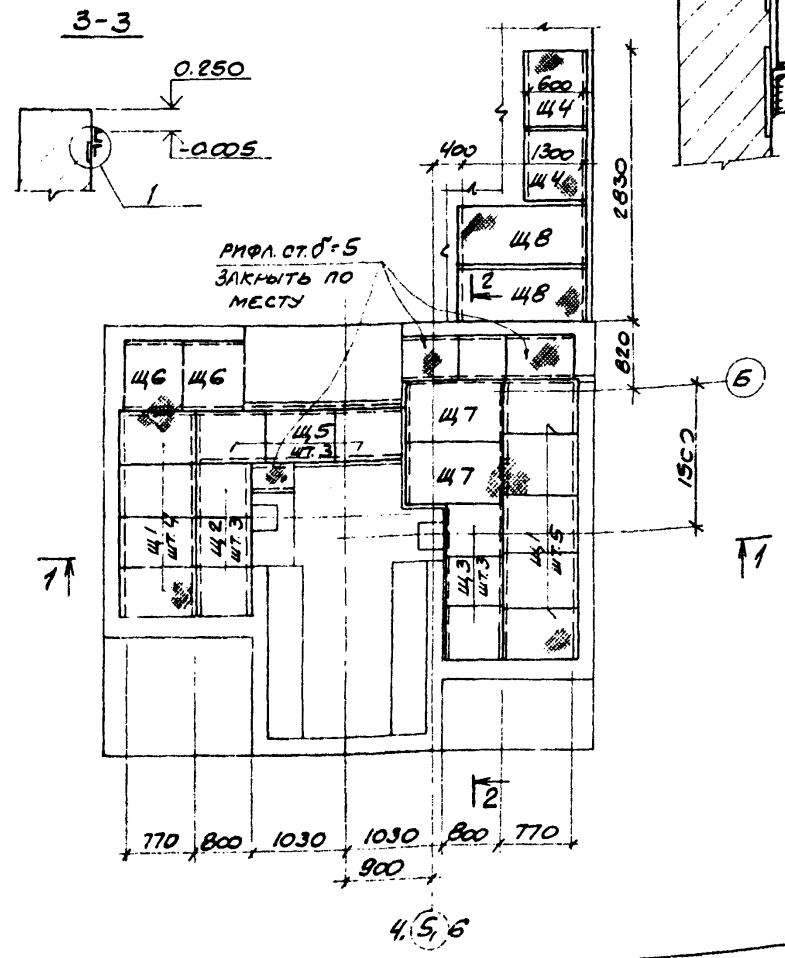 3-3
0.250
-0.005
1
600
Щ4
400
1300
Щ4
2830
Щ8
Щ8
2
РИФЛ. СТ. δ=5
ЗАКРЫТЬ ПО
МЕСТУ
820
Б
Щ6 Щ6
Щ5
ШТ.3
Щ7
Щ7
1500
Щ1
ШТ.4
Щ2
ШТ.3
Щ3
ШТ.3
Щ1
ШТ.5
1
1
2
770 800 1030 1030 800 770
900
4, 5, 6